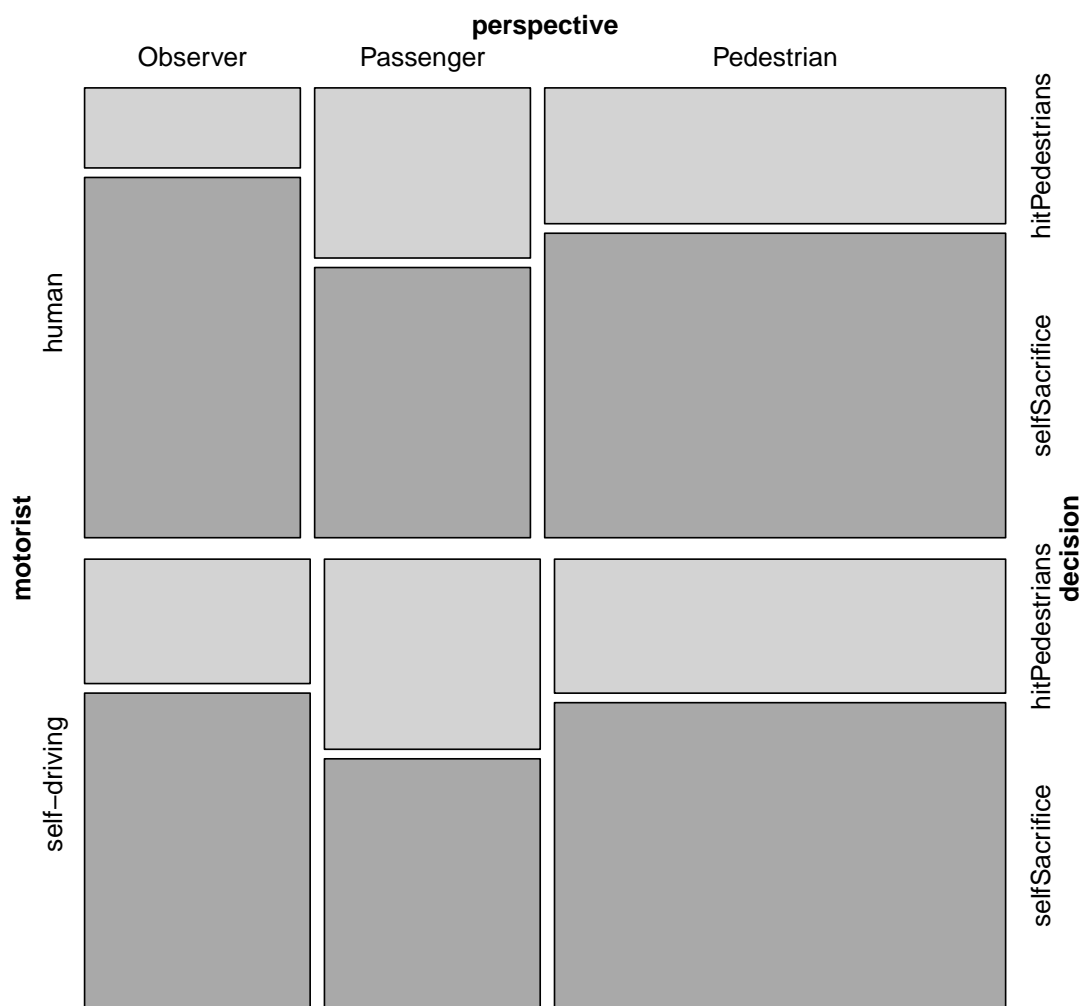 perspective
Observer Passenger Pedestrian
motorist
human
self−driving
hitPedestrians
selfSacrifice
hitPedestrians
selfSacrifice
decision